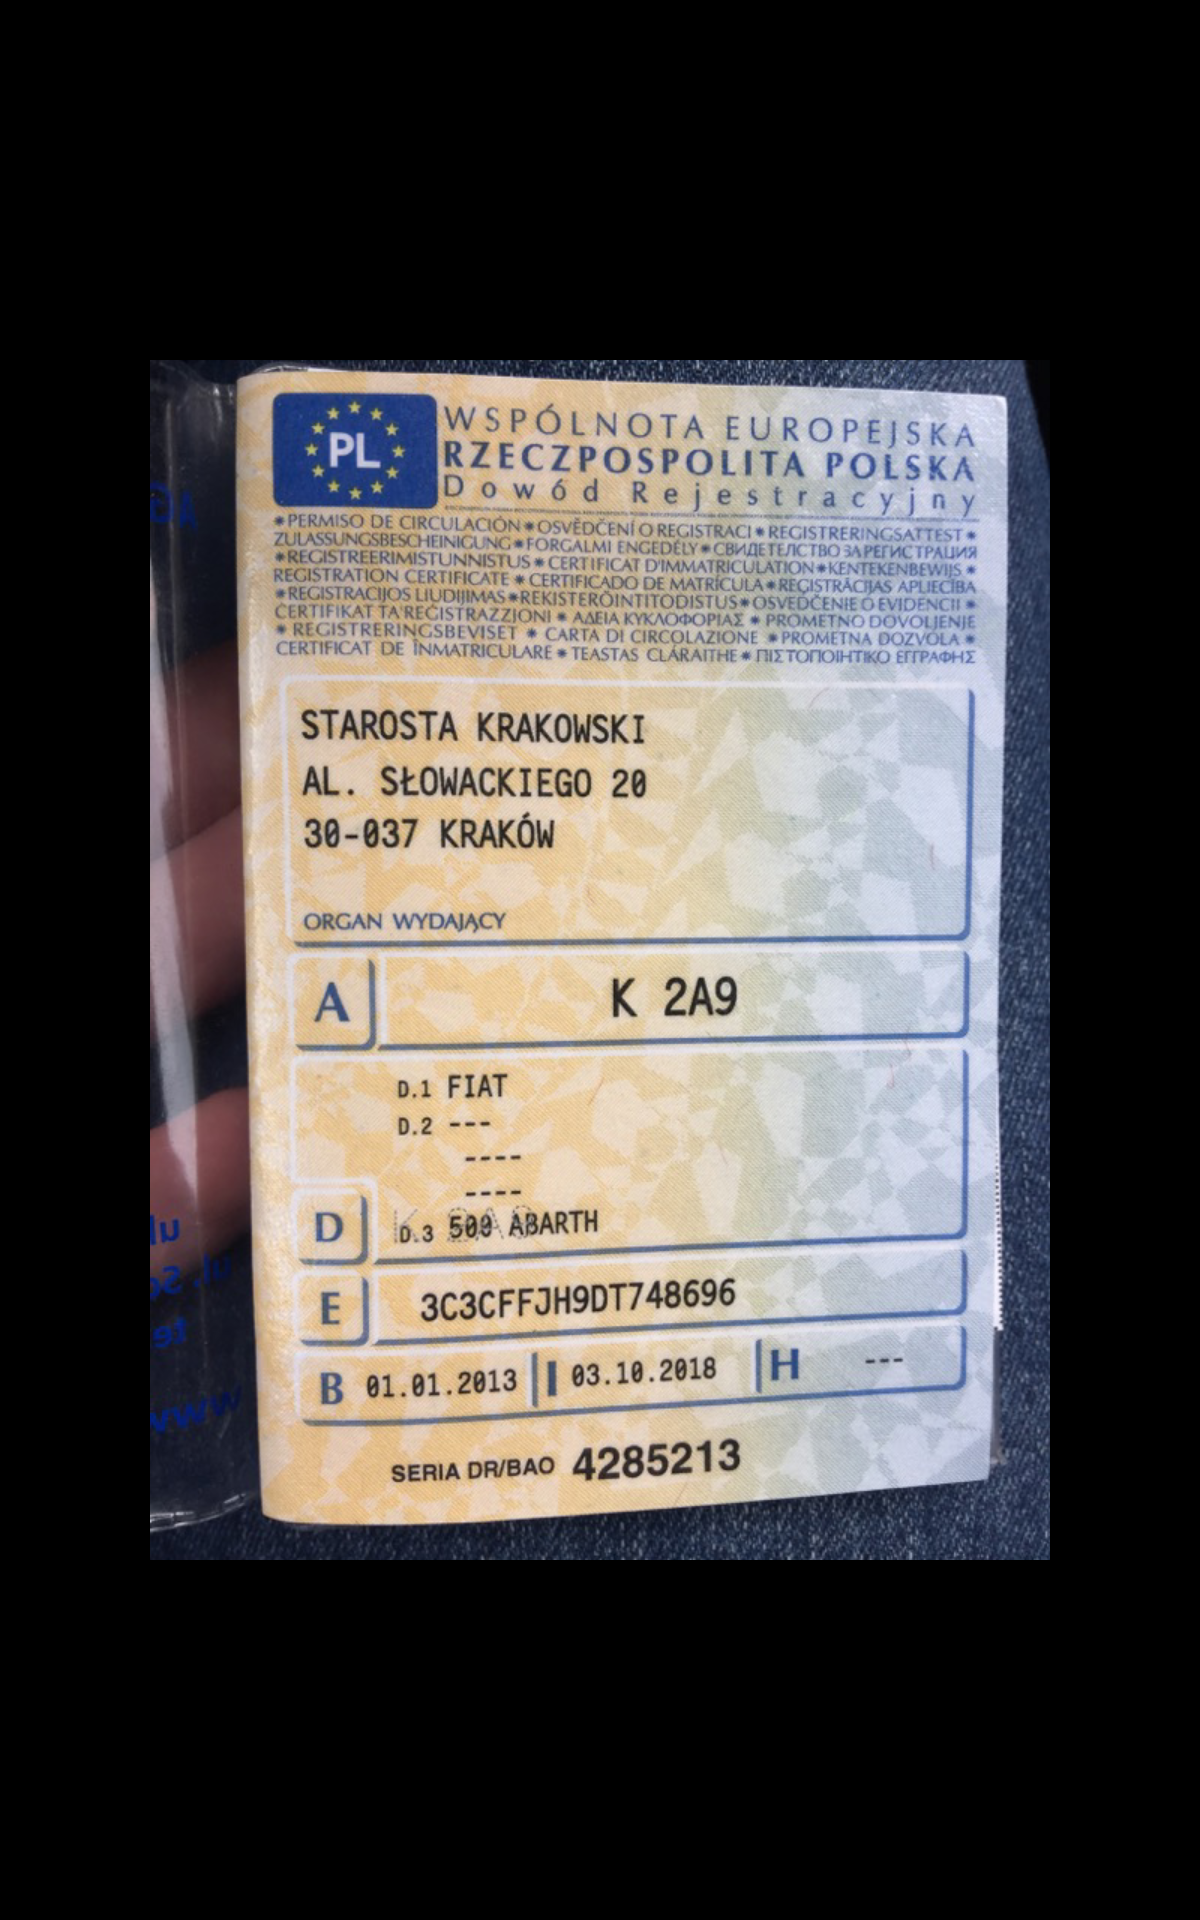 PL
WSPÓLNOTA EUROPEJSKA
RZECZPOSPOLITA POLSKA
Dowód Rejestracyjny
*PERMISO DE CIRCULACIÓN*OSVĚDČENÍ O REGISTRACI*REGISTRERINGSATTEST*
ZULASSUNGSBESCHEINIGUNG*FORGALMI ENGEDÉLY*СВИДЕТЕЛСТВО ЗА РЕГИСТРАЦИЯ
*REGISTREERIMISTUNNISTUS*CERTIFICAT D'IMMATRICULATION*KENTEKENBEWIJS*
REGISTRATION CERTIFICATE*CERTIFICADO DE MATRÍCULA*REĢISTRĀCIJAS APLIECĪBA
*REGISTRACIJOS LIUDIJIMAS*REKISTERÖINTITODISTUS*OSVEDČENIE O EVIDENCII*
ĊERTIFIKAT TA'REĠISTRAZZJONI*ΑΔΕΙΑ ΚΥΚΛΟΦΟΡΙΑΣ*PROMETNO DOVOLJENJE
*REGISTRERINGSBEVISET*CARTA DI CIRCOLAZIONE*PROMETNA DOZVOLA*
CERTIFICAT DE ÎNMATRICULARE*TEASTAS CLÁRAITHE*ΠΙΣΤΟΠΟΙΗΤΙΚΟ ΕΓΓΡΑΦΗΣ
STAROSTA KRAKOWSKI
AL. SŁOWACKIEGO 20
30-037 KRAKÓW
ORGAN WYDAJĄCY
A K 2A9
D.1 FIAT
D.2 ---
----
----
D D.3 500 ABARTH
E 3C3CFFJH9DT748696
B 01.01.2013 I 03.10.2018 H ---
SERIA DR/BAO 4285213